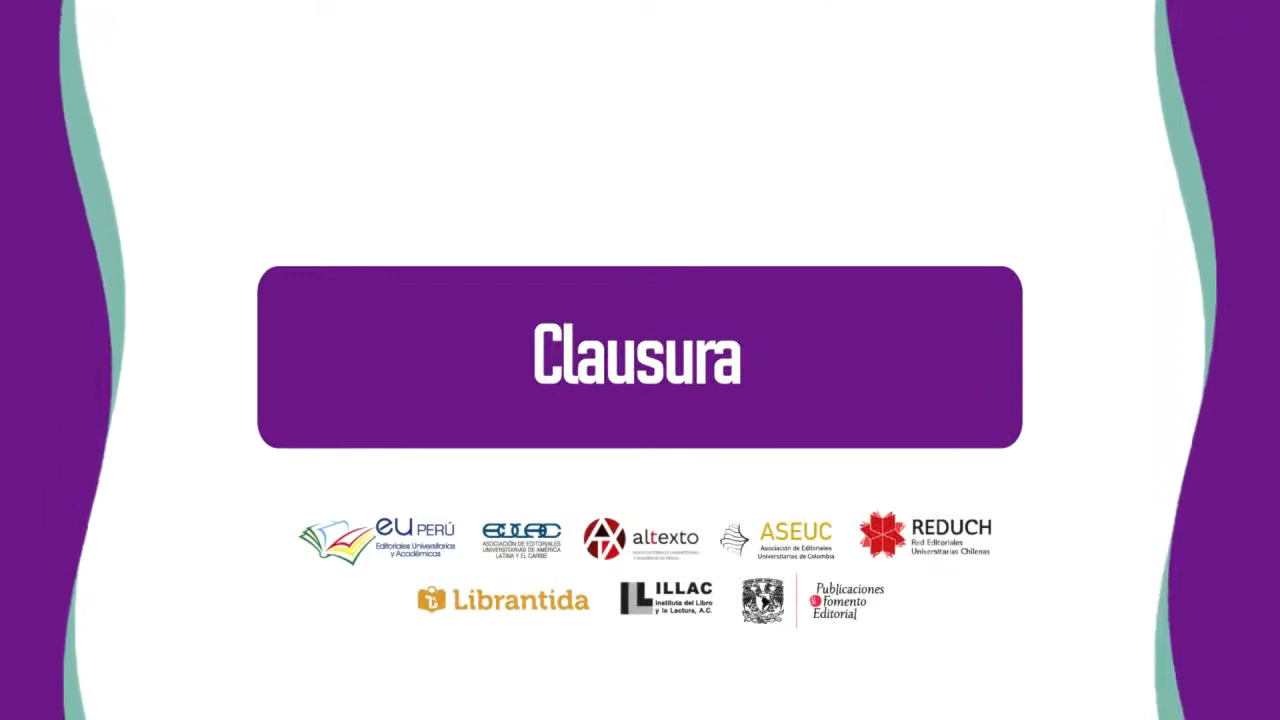 Clausura
eu PERÚ
Editoriales Universitarias
y Académicas
EULAC
ASOCIACIÓN DE EDITORIALES
UNIVERSITARIAS DE AMÉRICA
LATINA Y EL CARIBE
altexto
ASEUC
Asociación de Editoriales
Universitarias de Colombia
REDUCH
Red Editoriales
Universitarias Chilenas
Librantida
ILLAC
Instituto del Libro
y la Lectura, A.C.
Publicaciones
Fomento
Editorial